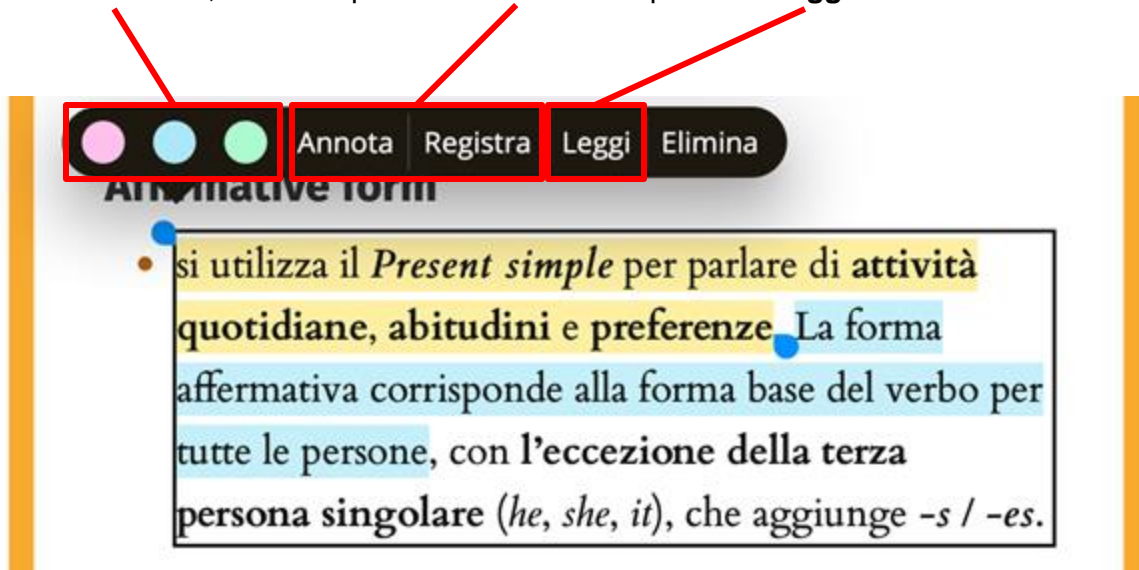 Annota Registra Leggi Elimina
Affirmative form
• si utilizza il Present simple per parlare di attività
quotidiane, abitudini e preferenze. La forma
affermativa corrisponde alla forma base del verbo per
tutte le persone, con l’eccezione della terza
persona singolare (he, she, it), che aggiunge -s / -es.